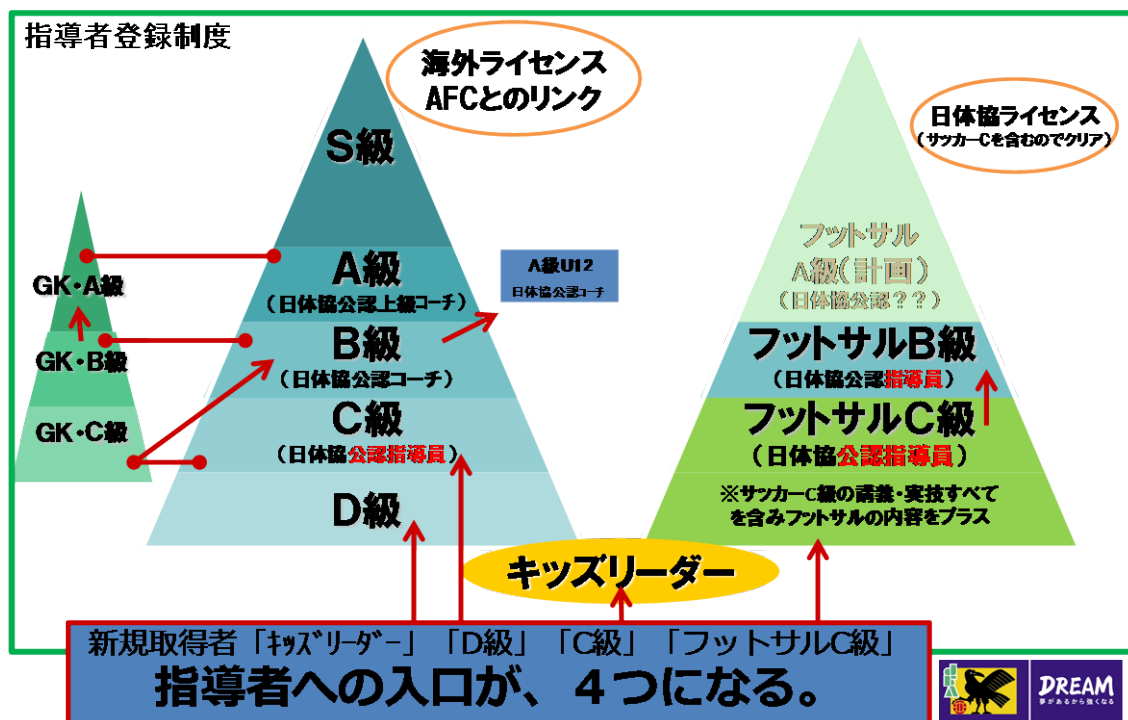 指導者登録制度
海外ライセンス
AFCとのリンク
日体協ライセンス
（サッカーCを含むのでクリア）
S級
A級
（日体協公認上級コーチ）
A級U12
日体協公認コーチ
B級
（日体協公認コーチ）
C級
（日体協公認指導員）
D級
GK・A級
GK・B級
GK・C級
フットサル
A級（計画）
（日体協公認？？）
フットサルB級
（日体協公認指導員）
フットサルC級
（日体協公認指導員）
※サッカーC級の講義・実技すべて
を含みフットサルの内容をプラス
キッズリーダー
新規取得者「キッズリーダー」「D級」「C級」「フットサルC級」
指導者への入口が、４つになる。
DREAM
夢があるから強くなる